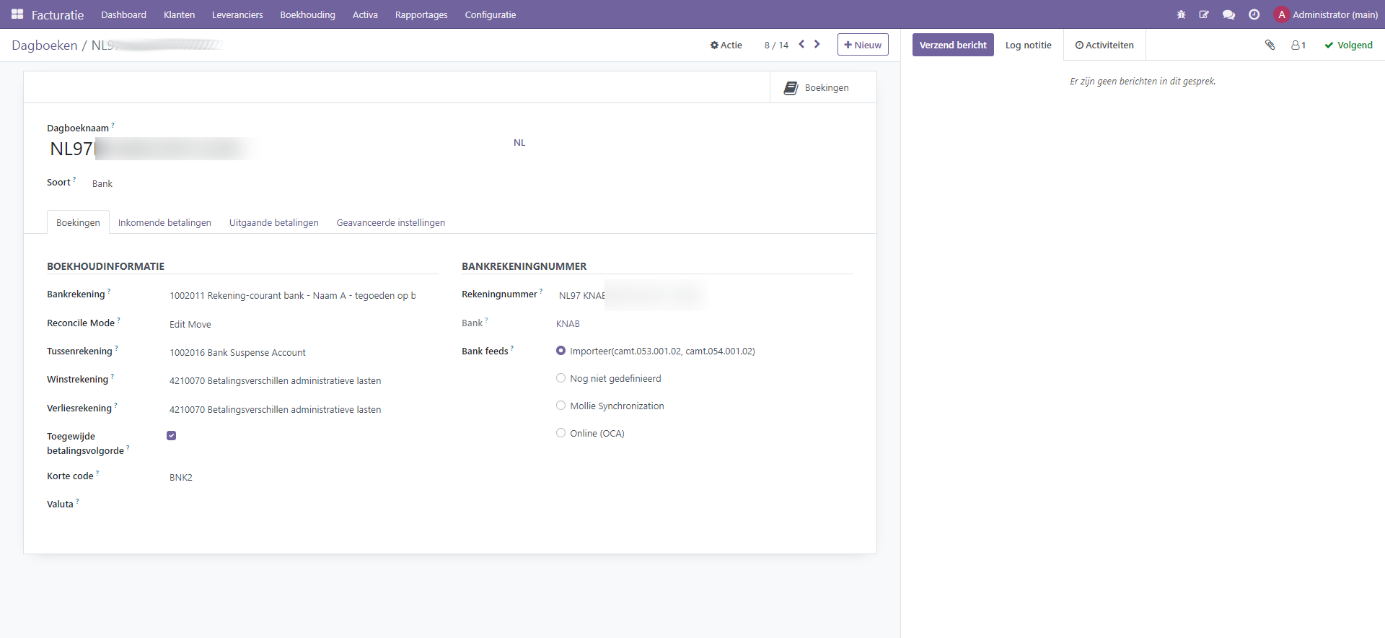 Facturatie Dashboard Klanten Leveranciers Boekhouding Activa Rapportages Configuratie A Administrator (main)
Dagboeken / NL9
Actie 8 / 14 Nieuw
Verzend bericht Log notitie Activiteiten 1 Volgend
Er zijn geen berichten in dit gesprek.
Boekingen
Dagboeknaam ?
NL97
NL
Soort ? Bank
Boekingen Inkomende betalingen Uitgaande betalingen Geavanceerde instellingen
BOEKHOUDINFORMATIE
Bankrekening ? 1002011 Rekening-courant bank - Naam A - tegoeden op b
Reconcile Mode ? Edit Move
Tussenrekening ? 1002016 Bank Suspense Account
Winstrekening ? 4210070 Betalingsverschillen administratieve lasten
Verliesrekening ? 4210070 Betalingsverschillen administratieve lasten
Toegewijde
betalingsvolgorde ?
Korte code ? BNK2
Valuta ?
BANKREKENINGNUMMER
Rekeningnummer ? NL97 KNAB
Bank ? KNAB
Bank feeds ? Importeer(camt.053.001.02, camt.054.001.02)
Nog niet gedefinieerd
Mollie Synchronization
Online (OCA)